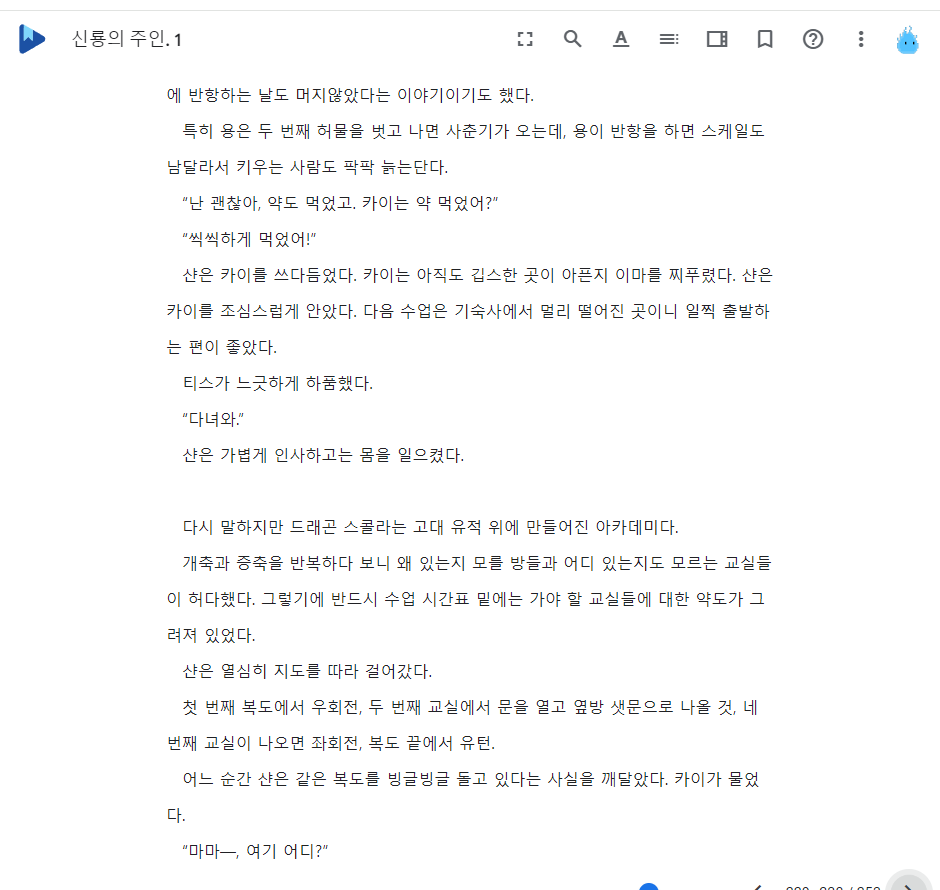 신룡의 주인. 1
에 반항하는 날도 머지않았다는 이야기이기도 했다.
특히 용은 두 번째 허물을 벗고 나면 사춘기가 오는데, 용이 반항을 하면 스케일도
남달라서 키우는 사람도 팍팍 늙는단다.
“난 괜찮아, 약도 먹었고. 카이는 약 먹었어?”
“씩씩하게 먹었어!”
샨은 카이를 쓰다듬었다. 카이는 아직도 깁스한 곳이 아픈지 이마를 찌푸렸다. 샨은
카이를 조심스럽게 안았다. 다음 수업은 기숙사에서 멀리 떨어진 곳이니 일찍 출발하
는 편이 좋았다.
티스가 느긋하게 하품했다.
“다녀와.”
샨은 가볍게 인사하고는 몸을 일으켰다.
다시 말하지만 드래곤 스콜라는 고대 유적 위에 만들어진 아카데미다.
개축과 증축을 반복하다 보니 왜 있는지 모를 방들과 어디 있는지도 모르는 교실들
이 허다했다. 그렇기에 반드시 수업 시간표 밑에는 가야 할 교실들에 대한 약도가 그
려져 있었다.
샨은 열심히 지도를 따라 걸어갔다.
첫 번째 복도에서 우회전, 두 번째 교실에서 문을 열고 옆방 샛문으로 나올 것, 네
번째 교실이 나오면 좌회전, 복도 끝에서 유턴.
어느 순간 샨은 같은 복도를 빙글빙글 돌고 있다는 사실을 깨달았다. 카이가 물었
다.
“마마―, 여기 어디?”